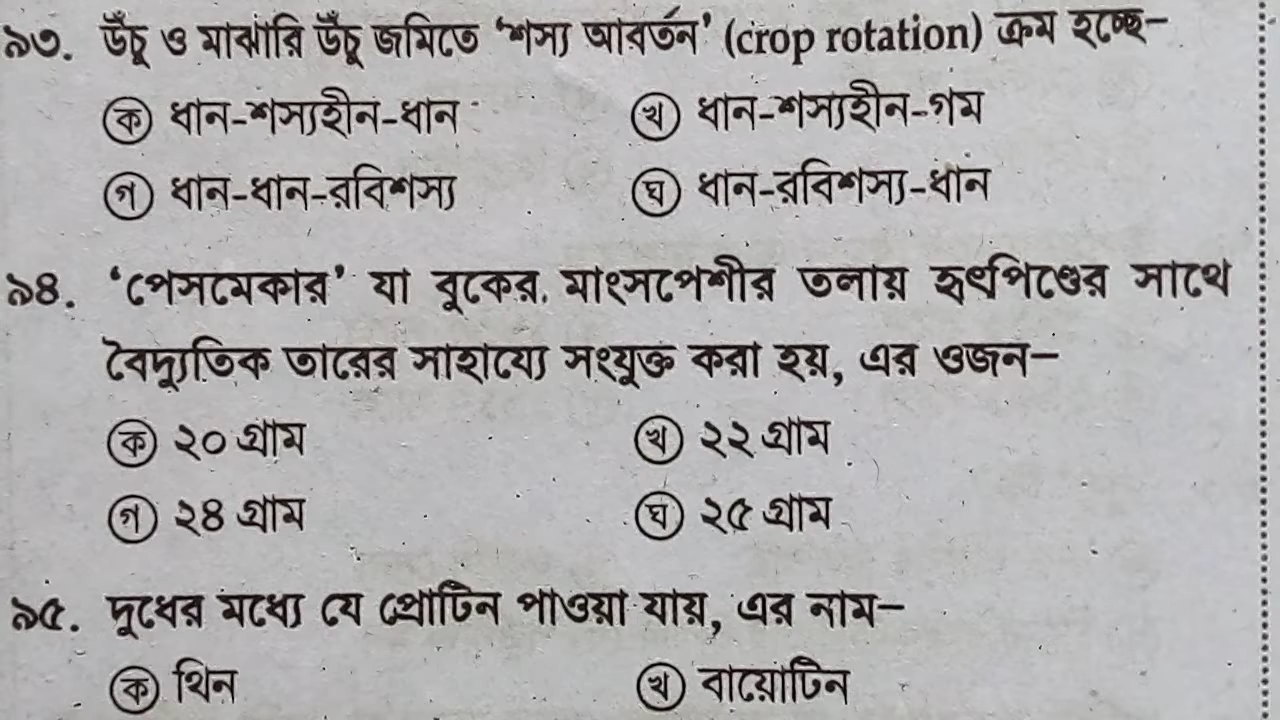 ৯৩. উঁচু ও মাঝারি উঁচু জমিতে ‘শস্য আবর্তন’ (crop rotation) ক্রম হচ্ছে–
ক ধান-শস্যহীন-ধান খ ধান-শস্যহীন-গম
গ ধান-ধান-রবিশস্য ঘ ধান-রবিশস্য-ধান
৯৪. ‘পেসমেকার’ যা বুকের মাংসপেশীর তলায় হৃৎপিণ্ডের সাথে
বৈদ্যুতিক তারের সাহায্যে সংযুক্ত করা হয়, এর ওজন–
ক ২০ গ্রাম খ ২২ গ্রাম
গ ২৪ গ্রাম ঘ ২৫ গ্রাম
৯৫. দুধের মধ্যে যে প্রোটিন পাওয়া যায়, এর নাম–
ক থিন খ বায়োটিন